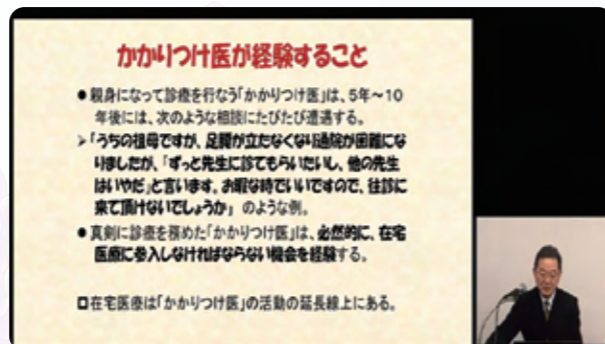 かかりつけ医が経験すること
●親身になって診療を行なう「かかりつけ医」は、5年～10
年後には、次のような相談にたびたび遭遇する。
➢「うちの祖母ですが、足腰が立たなくなり通院が困難にな
りましたが、「ずっと先生に診てもらいたいし、他の先生
はいやだ」と言います。お暇な時でいいですので、往診に
来て頂けないでしょうか」 のような例。
●真剣に診療を務めた「かかりつけ医」は、必然的に、在宅
医療に参入しなければならない機会を経験する。
□在宅医療は「かかりつけ医」の活動の延長線上にある。